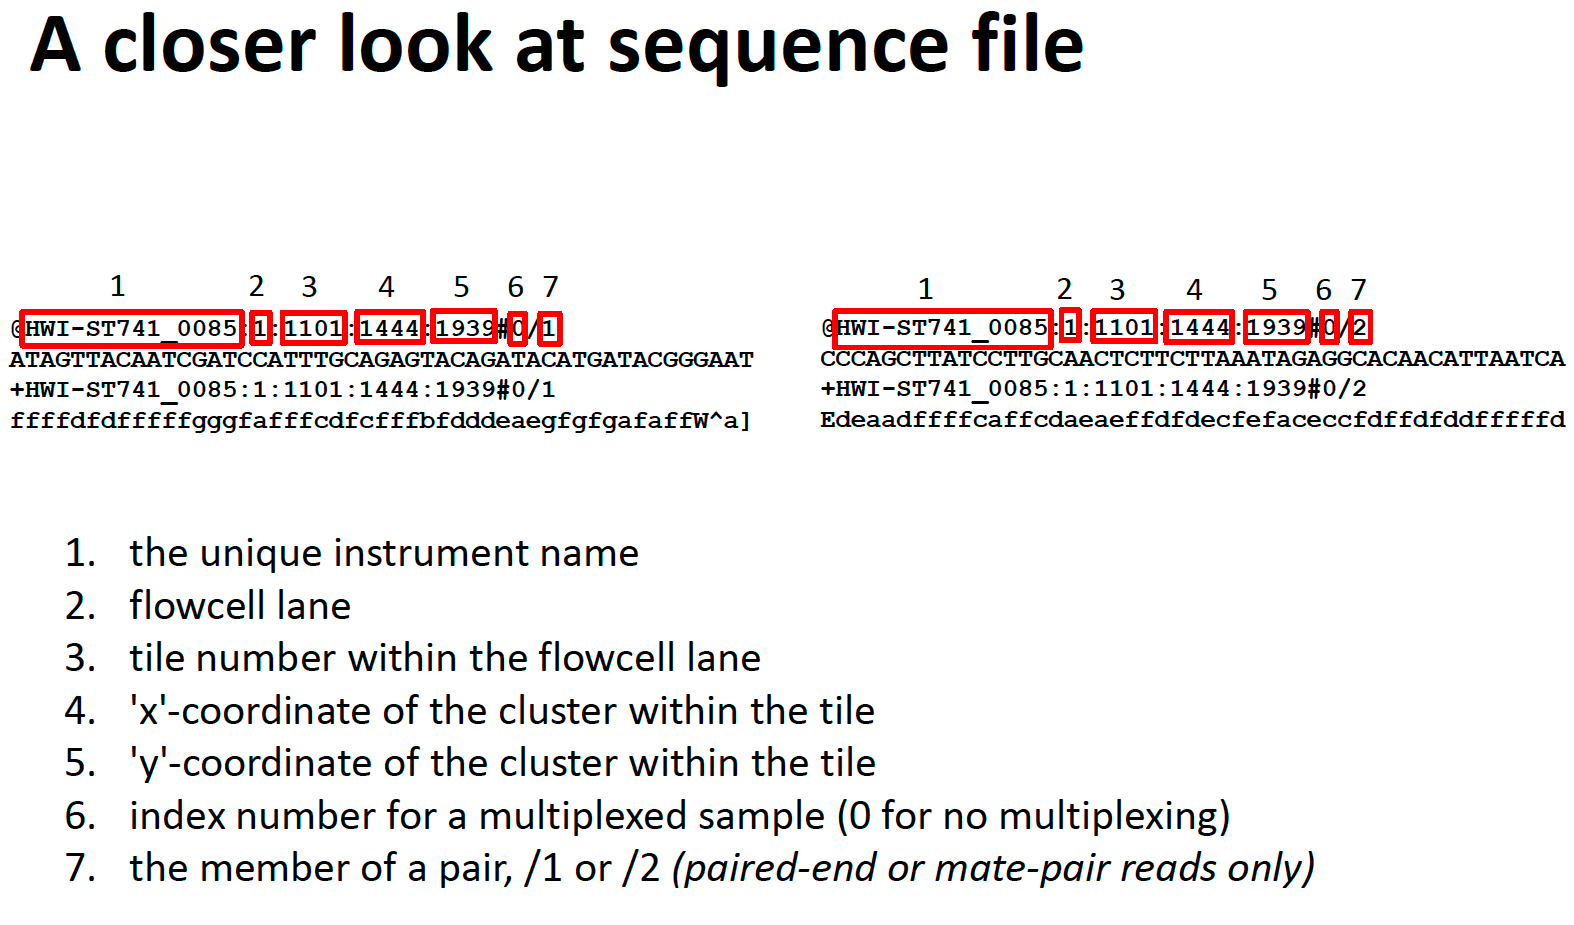 A closer look at sequence file
1 2 3 4 5 6 7
@HWI-ST741_0085:1:1101:1444:1939#0/1
ATAGTTACAATCGATCCATTTGCAGAGTACAGATACATGATACGGGAAT
+HWI-ST741_0085:1:1101:1444:1939#0/1
ffffdfdfffffgggfafffcdfcfffbfdddeaegfgfgafaffW^a]
1 2 3 4 5 6 7
@HWI-ST741_0085:1:1101:1444:1939#0/2
CCCAGCTTATCCTTGCAACTCTTCTTAAATAGAGGCACAACATTAATCA
+HWI-ST741_0085:1:1101:1444:1939#0/2
Edeaadffffcaffcdaeaeffdfdecfefaceccfdffdfddfffffd
1. the unique instrument name
2. flowcell lane
3. tile number within the flowcell lane
4. 'x'-coordinate of the cluster within the tile
5. 'y'-coordinate of the cluster within the tile
6. index number for a multiplexed sample (0 for no multiplexing)
7. the member of a pair, /1 or /2 (paired-end or mate-pair reads only)